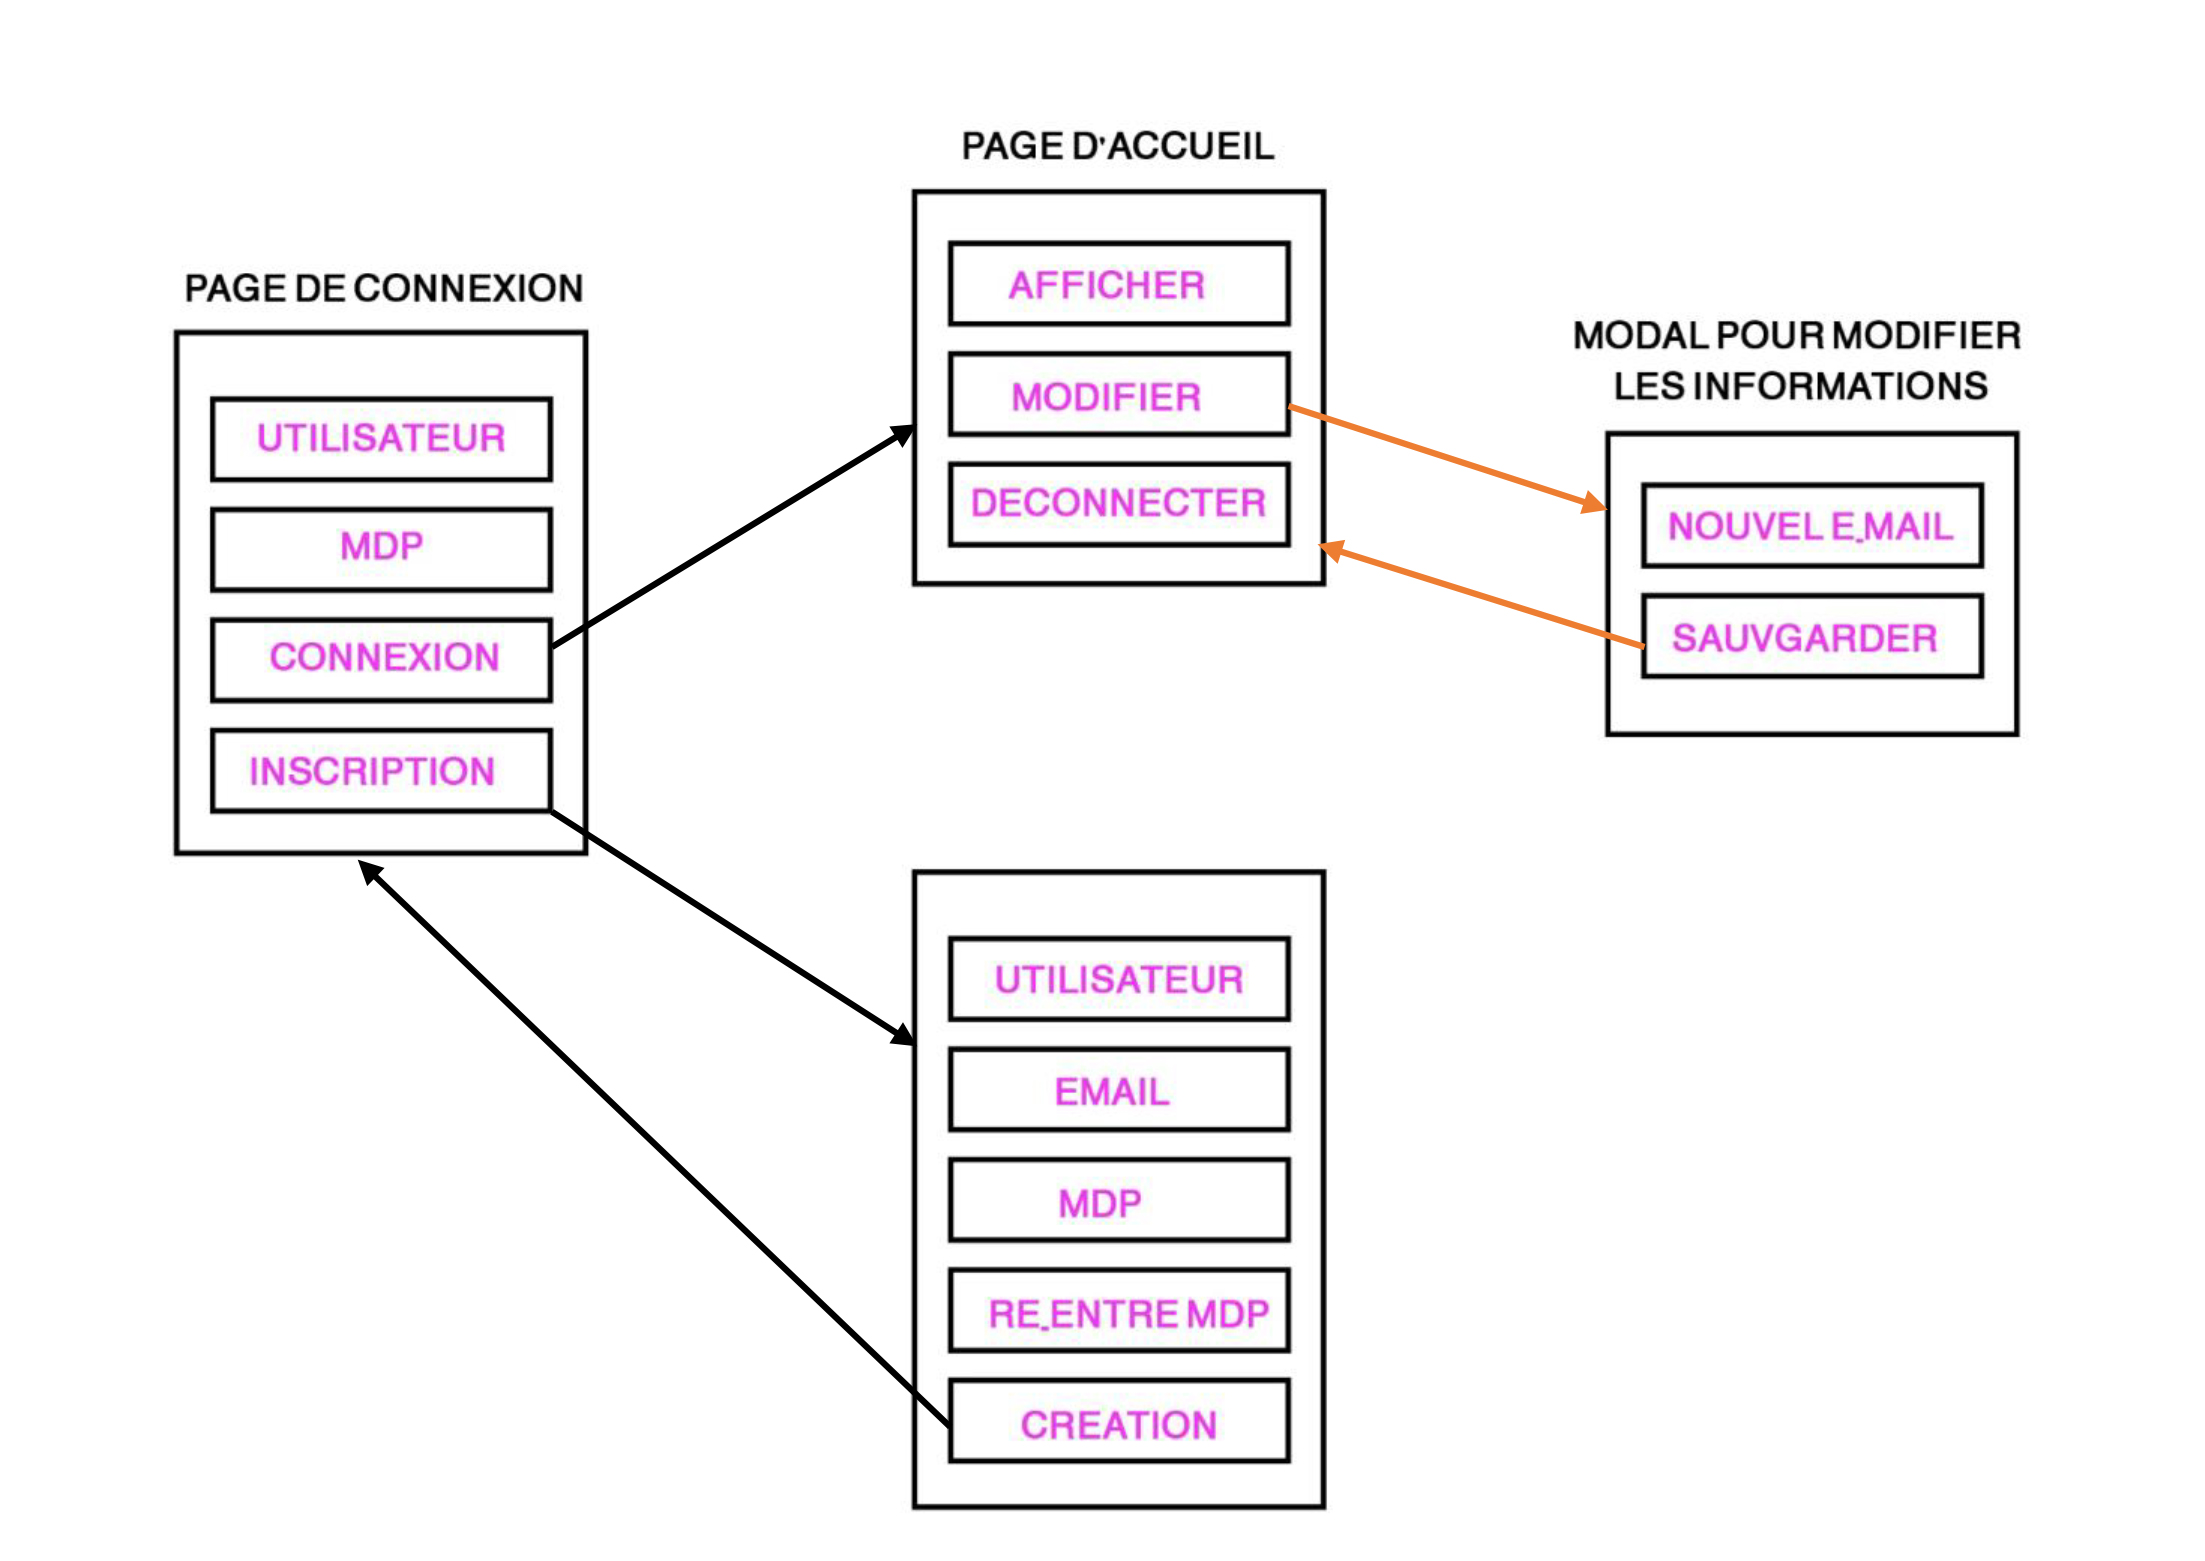 PAGE DE CONNEXION
UTILISATEUR
MDP
CONNEXION
INSCRIPTION
PAGE D'ACCUEIL
AFFICHER
MODIFIER
DECONNECTER
MODAL POUR MODIFIER
LES INFORMATIONS
NOUVEL E_MAIL
SAUVGARDER
UTILISATEUR
EMAIL
MDP
RE_ENTRE MDP
CREATION